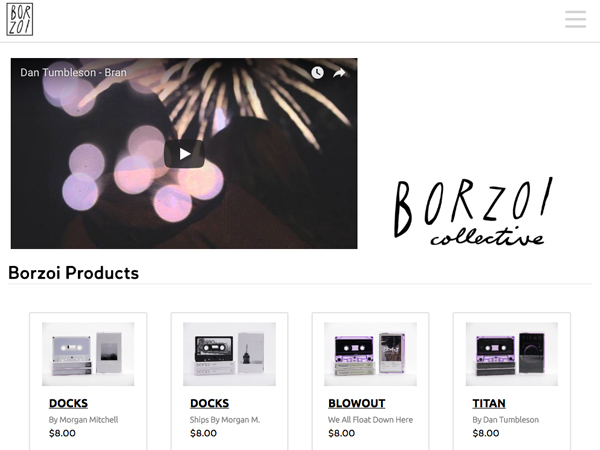 BOR
ZOI
Dan Tumbleson - Bran
BORZOI
collective
Borzoi Products
DOCKS
By Morgan Mitchell
$8.00
DOCKS
Ships By Morgan M.
$8.00
BLOWOUT
We All Float Down Here
$8.00
TITAN
By Dan Tumbleson
$8.00